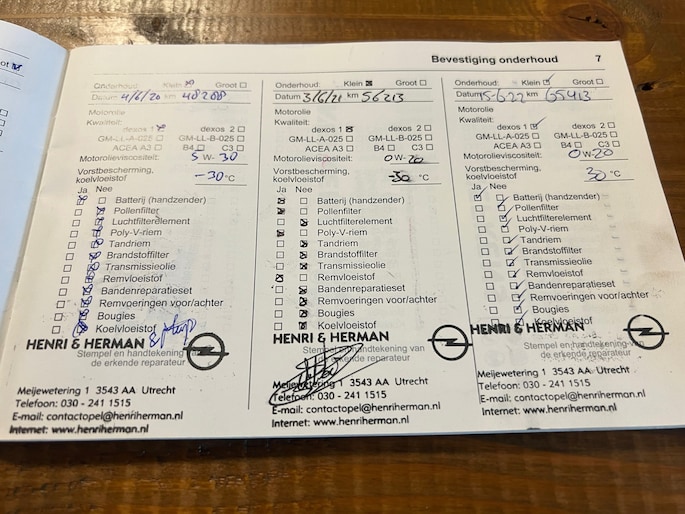 Bevestiging onderhoud 7
Onderhoud: Klein Groot
Datum 4/6/20 km
Motorolie
Kwaliteit:
dexos 1 dexos 2
GM-LL-A-025 GM-LL-B-025
ACEA A3 B4 C3
Motorolieviscositeit: 5 W- 30
Vorstbescherming,
koelvloeistof -30 °C
Ja Nee
Batterij (handzender)
Pollenfilter
Luchtfilterelement
Poly-V-riem
Tandriem
Brandstoffilter
Transmissieolie
Remvloeistof
Bandenreparatieset
Remvoeringen voor/achter
Bougies
Koelvloeistof
HENRI & HERMAN
Stempel en handtekening van
de erkende reparateur
Meijewetering 1 3543 AA Utrecht
Telefoon: 030 - 241 1515
E-mail: contactopel@henriherman.nl
Internet: www.henriherman.nl
Onderhoud: Klein Groot
Datum 3/6/21 km 56213
Motorolie
Kwaliteit:
dexos 1 dexos 2
GM-LL-A-025 GM-LL-B-025
ACEA A3 B4 C3
Motorolieviscositeit: 0 W- 20
Vorstbescherming,
koelvloeistof -30 °C
Ja Nee
Batterij (handzender)
Pollenfilter
Luchtfilterelement
Poly-V-riem
Tandriem
Brandstoffilter
Transmissieolie
Remvloeistof
Bandenreparatieset
Remvoeringen voor/achter
Bougies
Koelvloeistof
HENRI & HERMAN
Stempel en handtekening van
de erkende reparateur
Meijewetering 1 3543 AA Utrecht
Telefoon: 030 - 241 1515
E-mail: contactopel@henriherman.nl
Internet: www.henriherman.nl
Onderhoud: Klein Groot
Datum 15-6-22 km 65413
Motorolie
Kwaliteit:
dexos 1 dexos 2
GM-LL-A-025 GM-LL-B-025
ACEA A3 B4 C3
Motorolieviscositeit: 0 W- 20
Vorstbescherming,
koelvloeistof 30 °C
Ja Nee
Batterij (handzender)
Pollenfilter
Luchtfilterelement
Poly-V-riem
Tandriem
Brandstoffilter
Transmissieolie
Remvloeistof
Bandenreparatieset
Remvoeringen voor/achter
Bougies
Koelvloeistof
HENRI & HERMAN
Stempel en handtekening van
de erkende reparateur
Meijewetering 1 3543 AA Utrecht
Telefoon: 030 - 241 1515
E-mail: contactopel@henriherman.nl
Internet: www.henriherman.nl